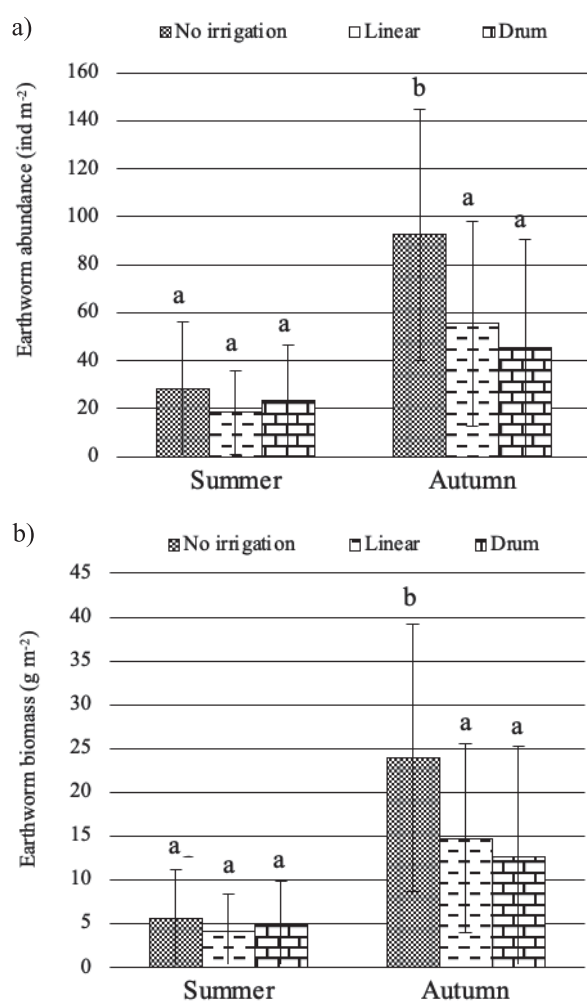 a)
No irrigation Linear Drum
Earthworm abundance (ind m-2)
160
140
120
100
80
60
40
20
0
a
a
a
b
a
a
Summer Autumn
b)
No irrigation Linear Drum
Earthworm biomass (g m-2)
45
40
35
30
25
20
15
10
5
0
a
a
a
b
a
a
Summer Autumn